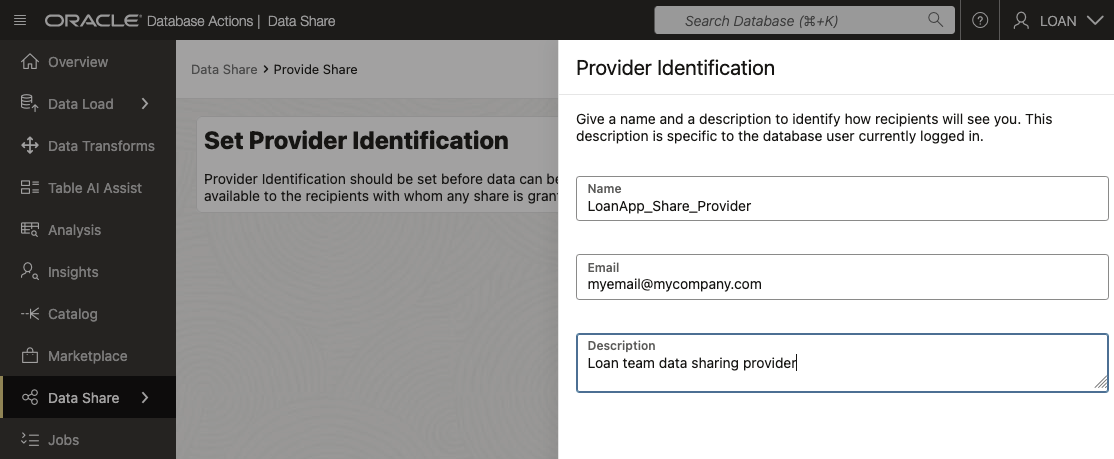 ORACLE Database Actions | Data Share
Search Database (⌘+K)
LOAN
Overview
Data Load
Data Transforms
Table AI Assist
Analysis
Insights
Catalog
Marketplace
Data Share
Jobs
Data Share > Provide Share
Set Provider Identification
Provider Identification should be set before data can be
available to the recipients with whom any share is gran
Provider Identification
Give a name and a description to identify how recipients will see you. This
description is specific to the database user currently logged in.
Name
LoanApp_Share_Provider
Email
myemail@mycompany.com
Description
Loan team data sharing provider